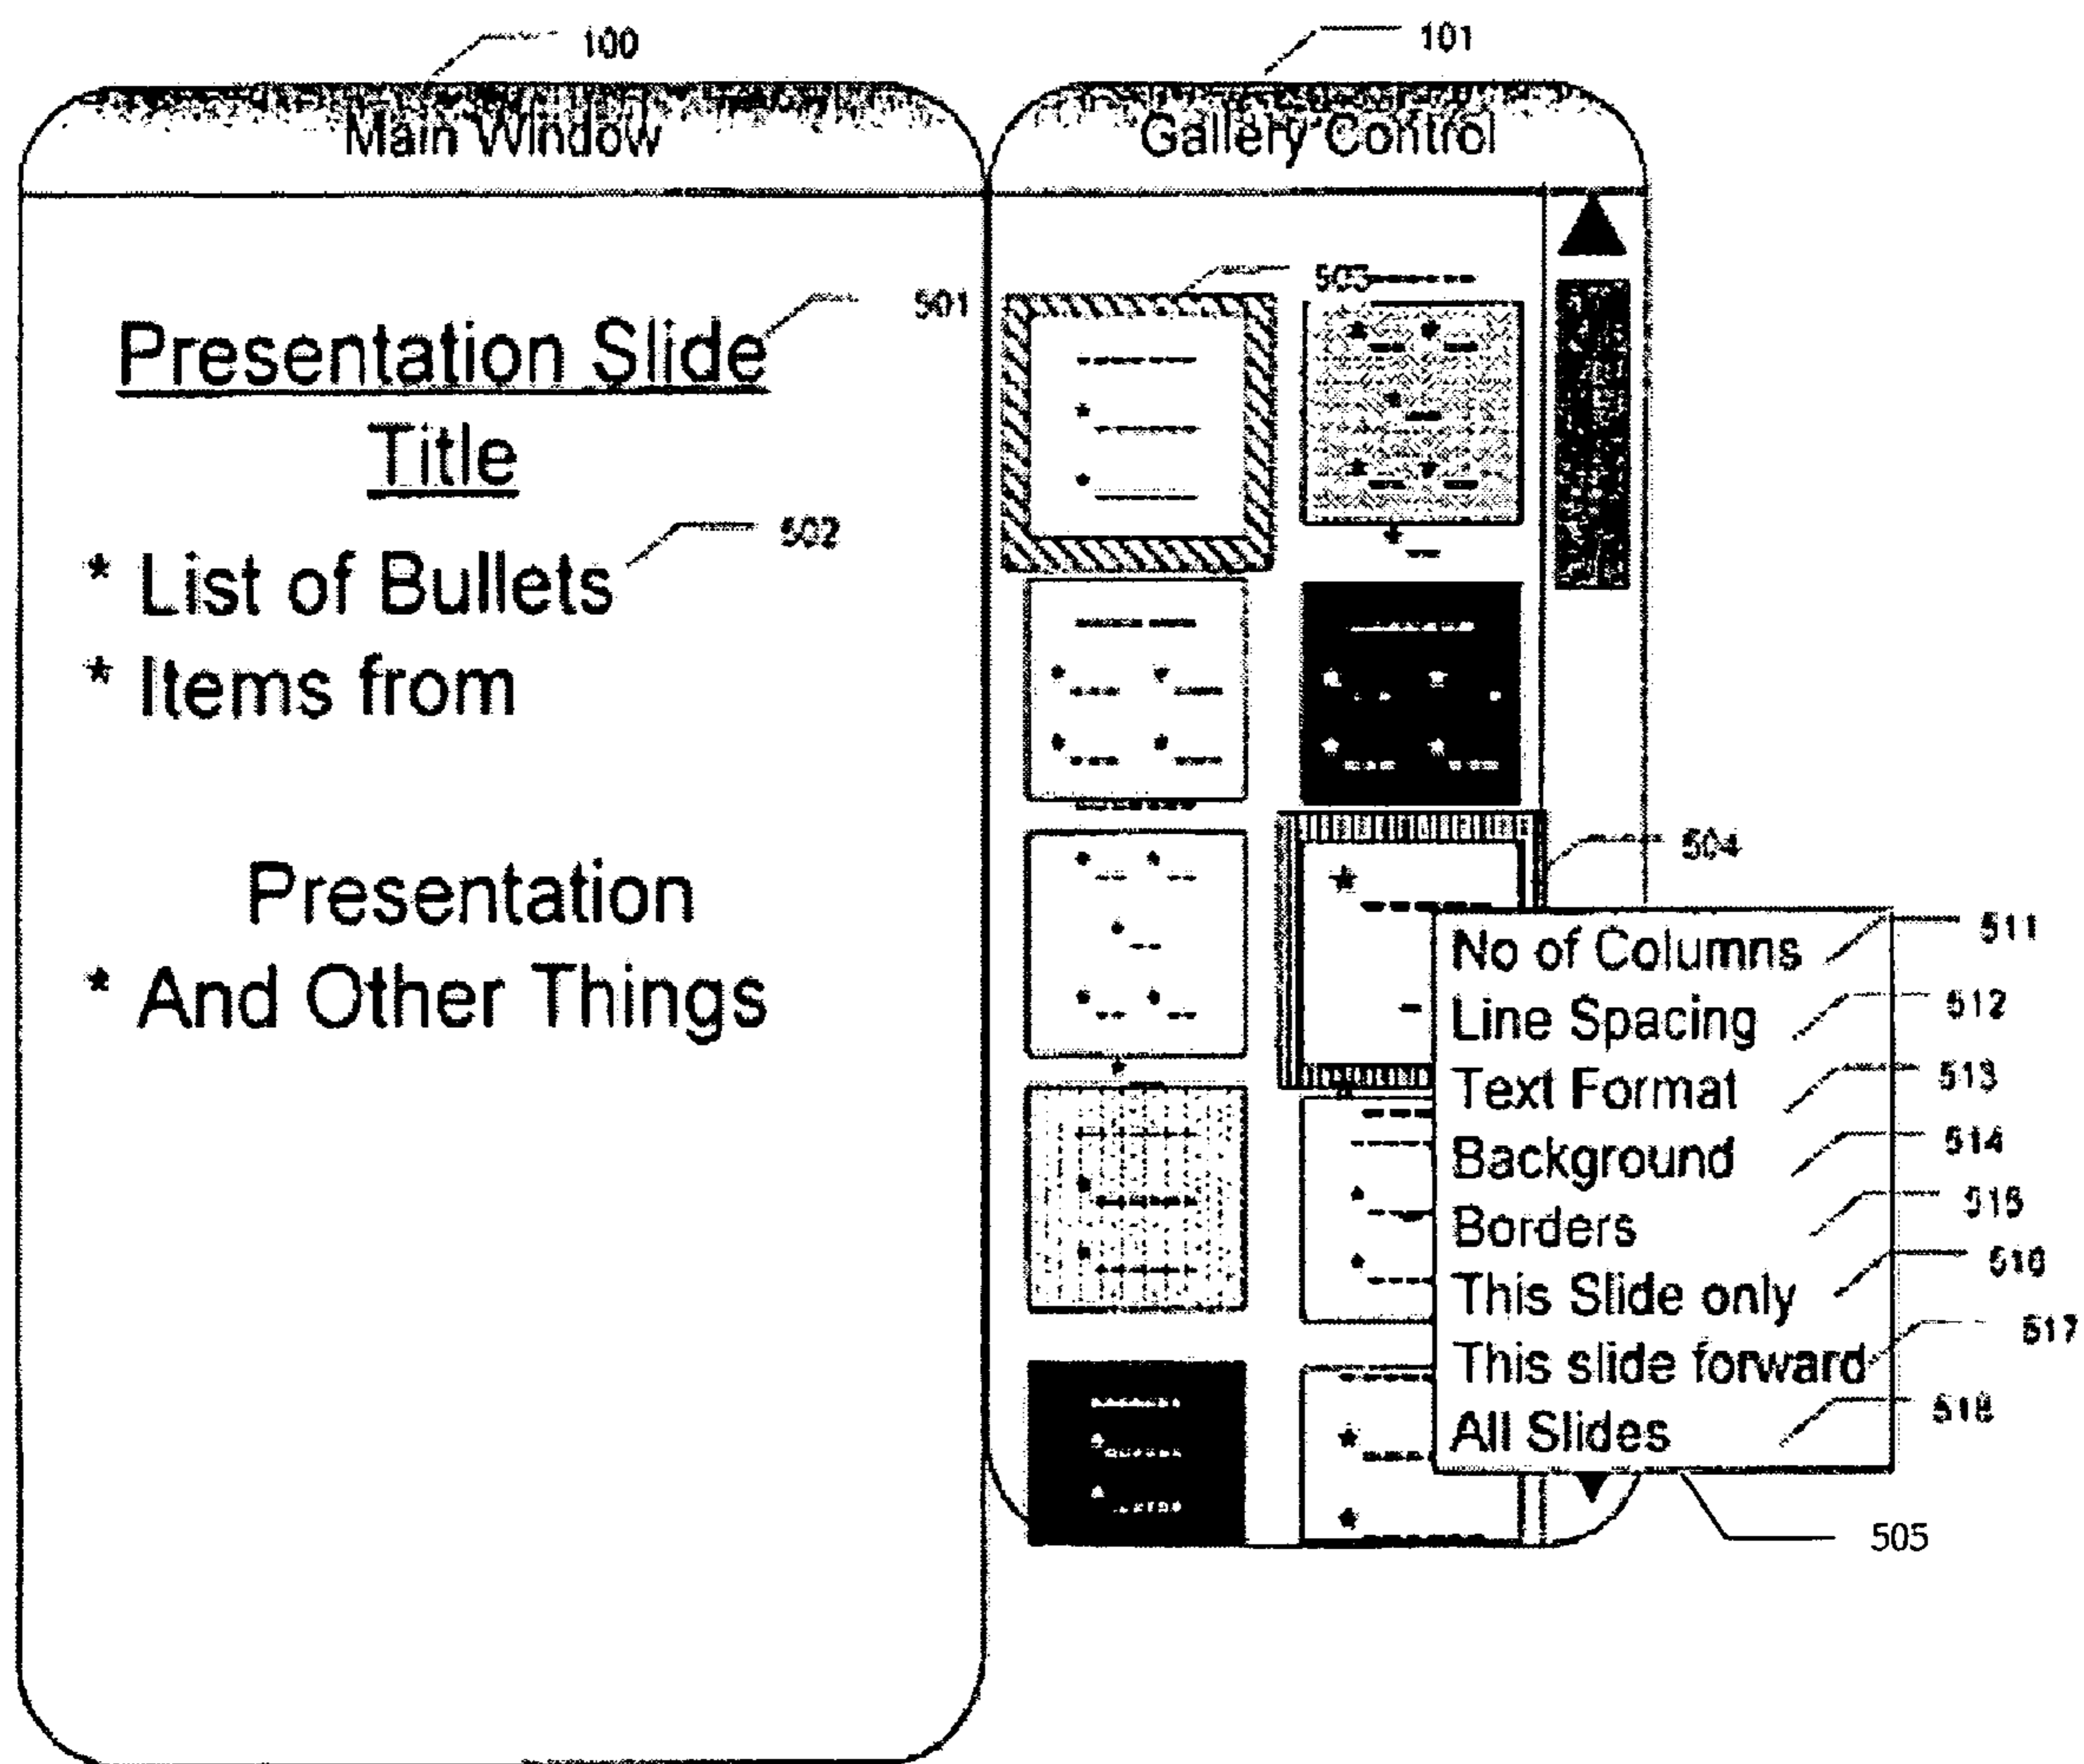 100
101
Main Window
Gallery Control
501
503
Presentation Slide
Title
502
* List of Bullets
* Items from
Presentation
* And Other Things
504
No of Columns
511
Line Spacing
512
Text Format
513
Background
514
Borders
515
This Slide only
516
This slide forward
517
All Slides
518
505